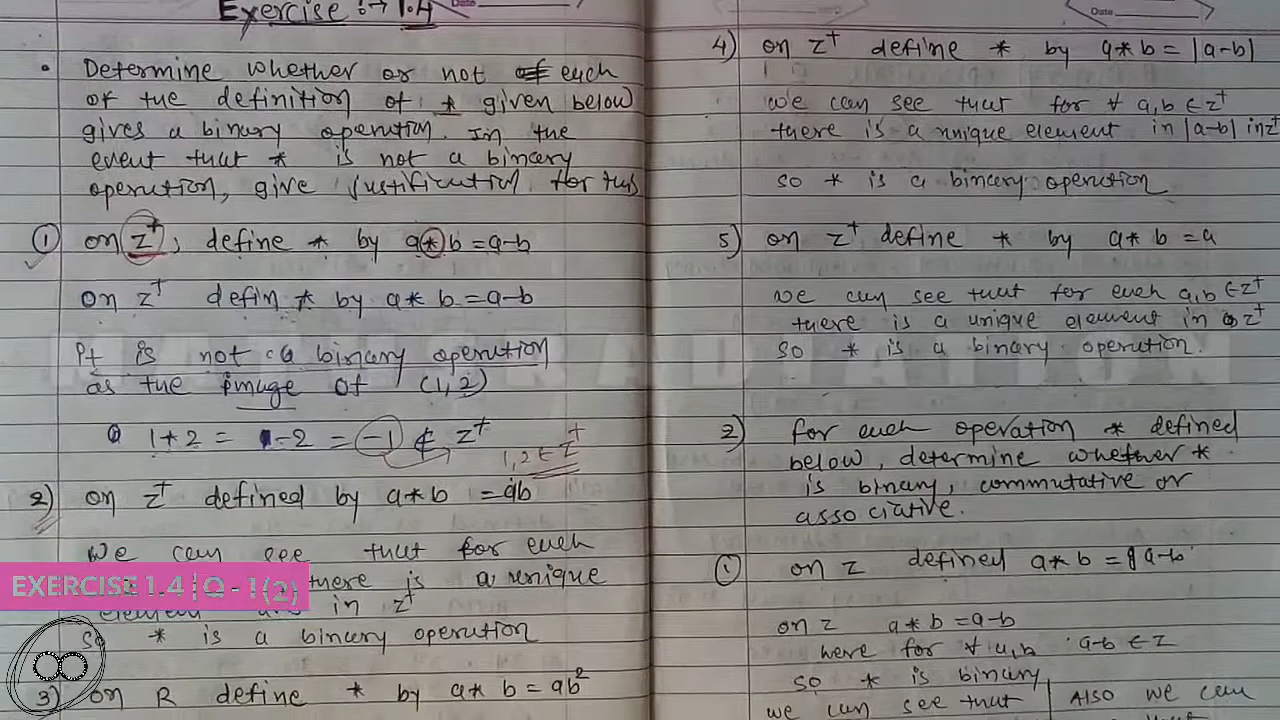 Exercise :→ 1.4
Date
• Determine whether or not each
of the definition of * given below
gives a binary operation. In the
event that * is not a binary
operation, give justification for this
① on Z⁺, define * by a*b = a-b
on Z⁺ defin * by a*b = a-b
It is not a binary operation
as the image of (1,2)
1*2 = 1-2 = -1 ∉ Z⁺
1,2 ∈ Z⁺
2) on Z⁺ defined by a*b = ab
We can see that for each
there is a unique
element in Z⁺
so * is a binary operation
3) on R define * by a*b = ab²
EXERCISE 1.4 | Q - 1(2)
Date
4) on Z⁺ define * by a*b = |a-b|
we can see that for ∀ a,b ∈ Z⁺
there is a unique element in |a-b| in Z⁺
so * is a binary operation
5) on Z⁺ define * by a*b = a
we can see that for each a,b ∈ Z⁺
there is a unique element in Z⁺
so * is a binary operation.
2) for each operation * defined
below, determine whether *
is binary, commutative or
associative.
① on Z defined a*b = a-b
on Z a*b = a-b
here for ∀ a,b a-b ∈ Z
so * is binary
we can see that
Also we can